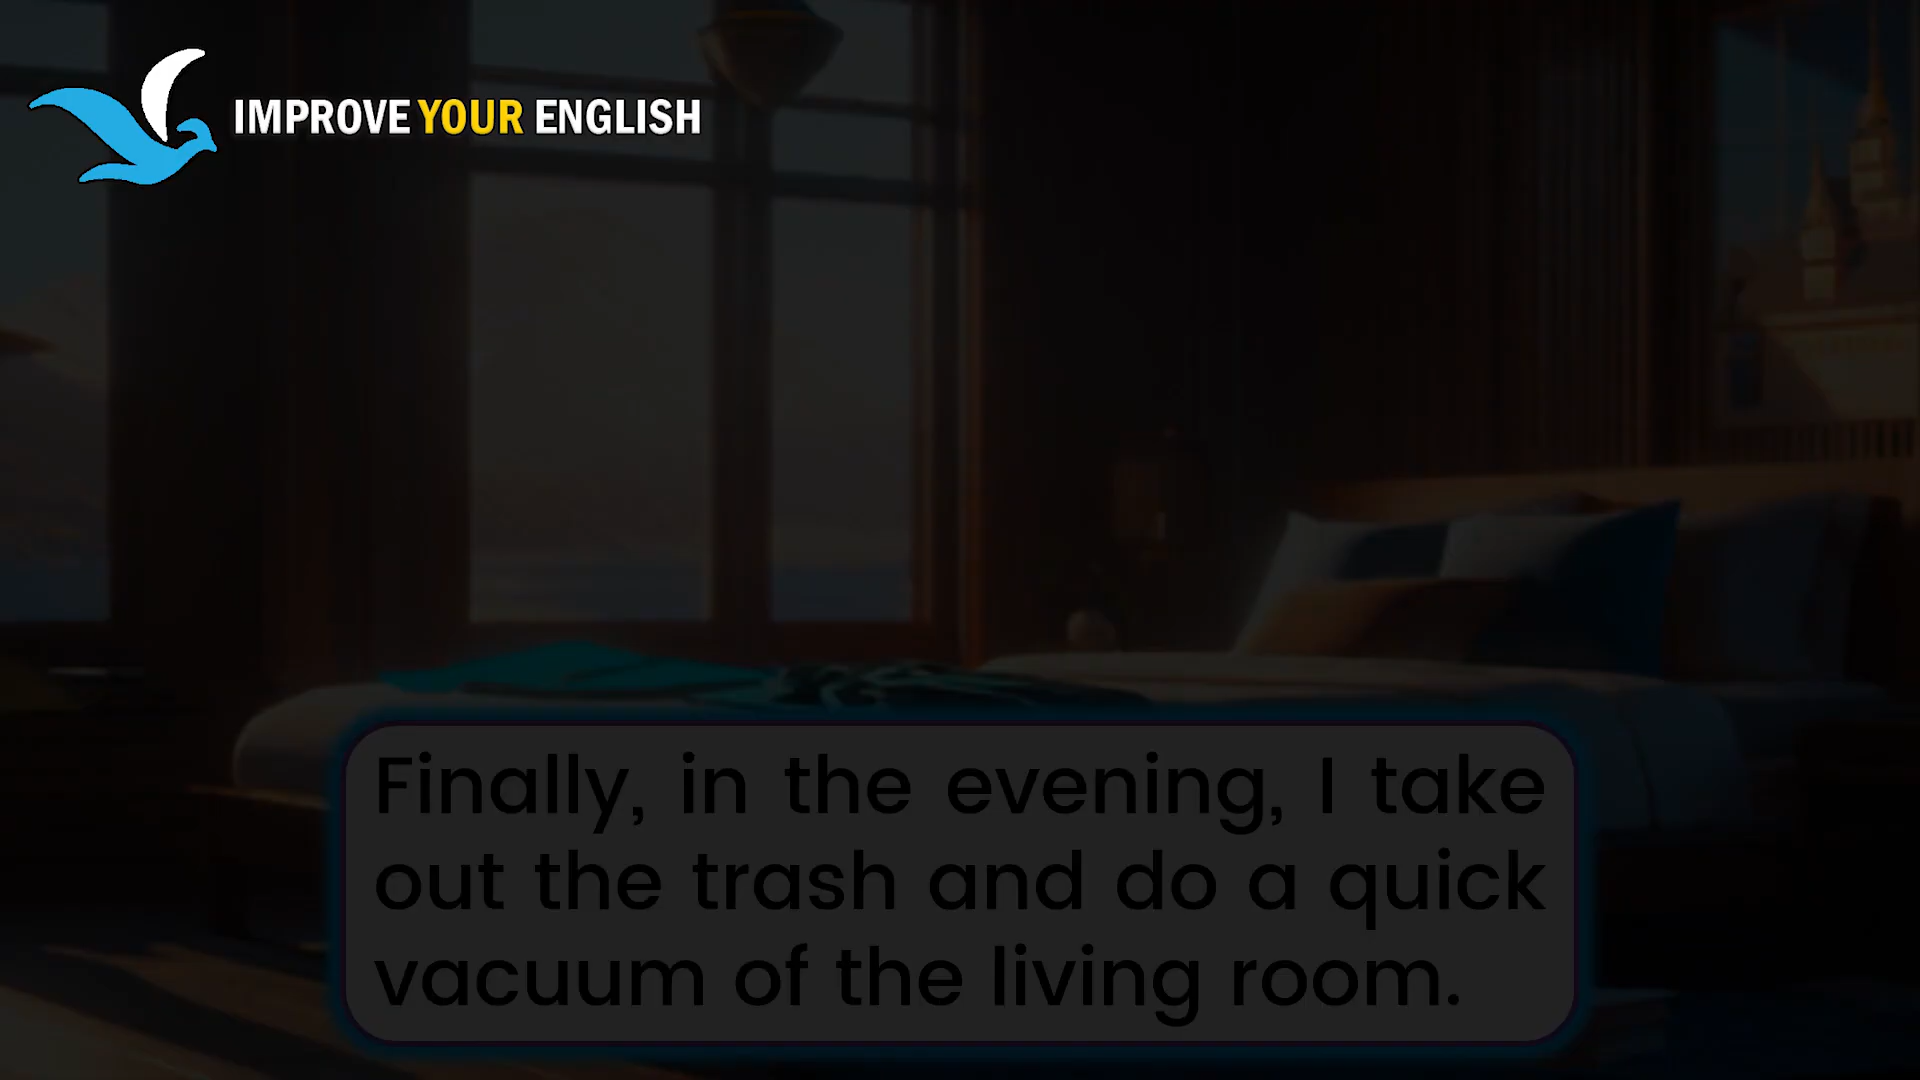 IMPROVE YOUR ENGLISH
Finally, in the evening, I take
out the trash and do a quick
vacuum of the living room.